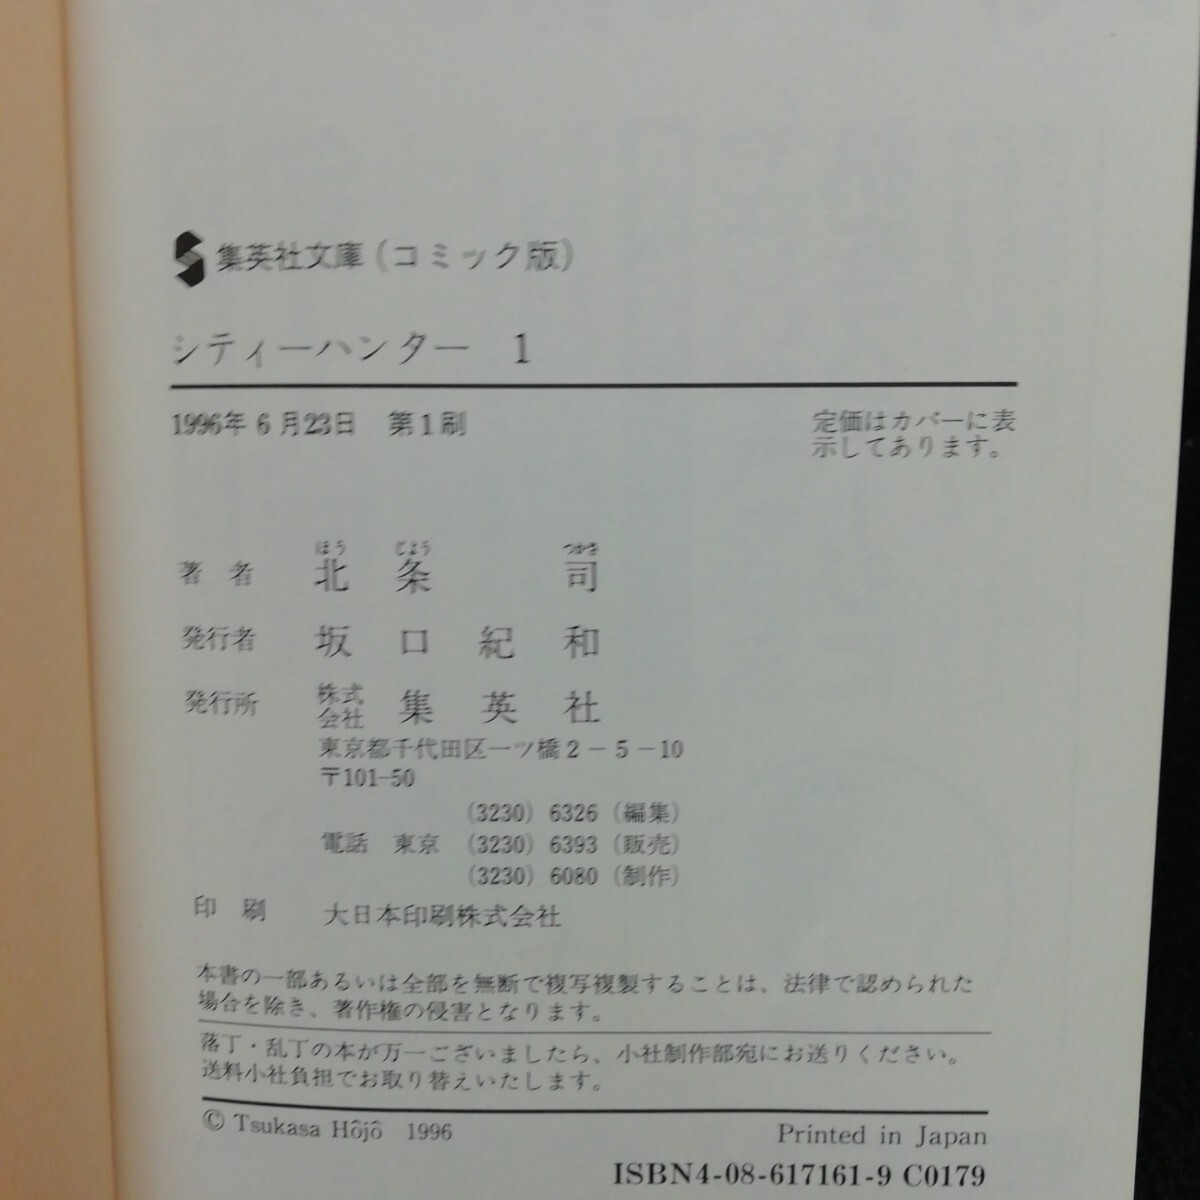 集英社文庫(コミック版)
シティーハンター 1
1996年6月23日 第1刷
定価はカバーに表
示してあります。
著者 北条司
ほうじょうつかさ
発行者 坂口紀和
発行所 株式会社 集英社
東京都千代田区一ツ橋2-5-10
〒101-50
(3230) 6326 (編集)
電話 東京 (3230) 6393 (販売)
(3230) 6080 (制作)
印刷 大日本印刷株式会社
本書の一部あるいは全部を無断で複写複製することは、法律で認められた
場合を除き、著作権の侵害となります。
落丁・乱丁の本が万一ございましたら、小社制作部宛にお送りください。
送料小社負担でお取り替えいたします。
© Tsukasa Hôjô 1996
Printed in Japan
ISBN4-08-617161-9 C0179